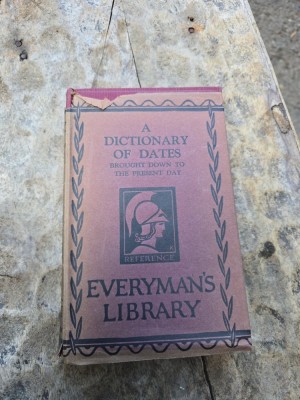 A
DICTIONARY
OF DATES
BROUGHT DOWN TO
THE PRESENT DAY
REFERENCE
EVERYMAN'S
LIBRARY